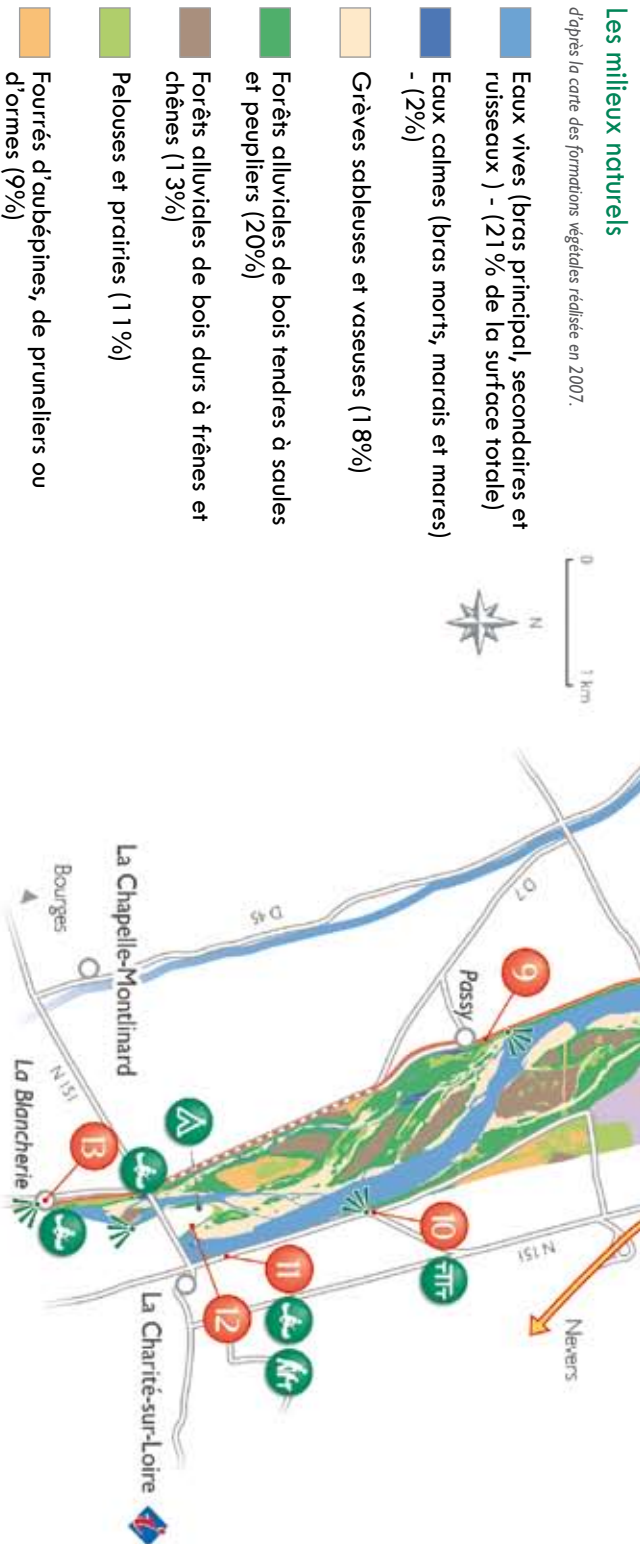 Les milieux naturels
d'après la carte des formations végétales réalisée en 2007.
Eaux vives (bras principal, secondaires et
ruisseaux ) - (21% de la surface totale)
Eaux calmes (bras morts, marais et mares)
- (2%)
Grèves sableuses et vaseuses (18%)
Forêts alluviales de bois tendres à saules
et peupliers (20%)
Forêts alluviales de bois durs à frênes et
chênes (13%)
Pelouses et prairies (11%)
Fourrés d'aubépines, de pruneliers ou
d'ormes (9%)
0
1 km
N
D 7
D 45
Passy
9
La Chapelle-Montlinard
Bourges
N 151
La Blancherie
13
10
11
12
N 151
Nevers
La Charité-sur-Loire
i